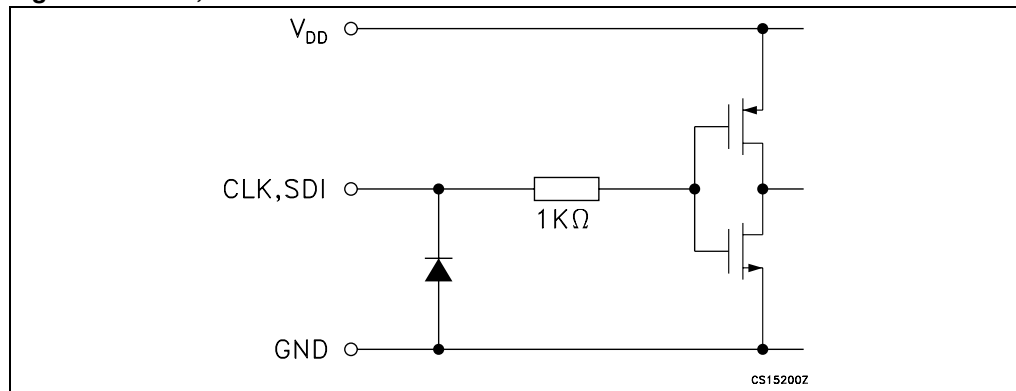 V_DD
CLK,SDI
1KΩ
GND
CS15200Z